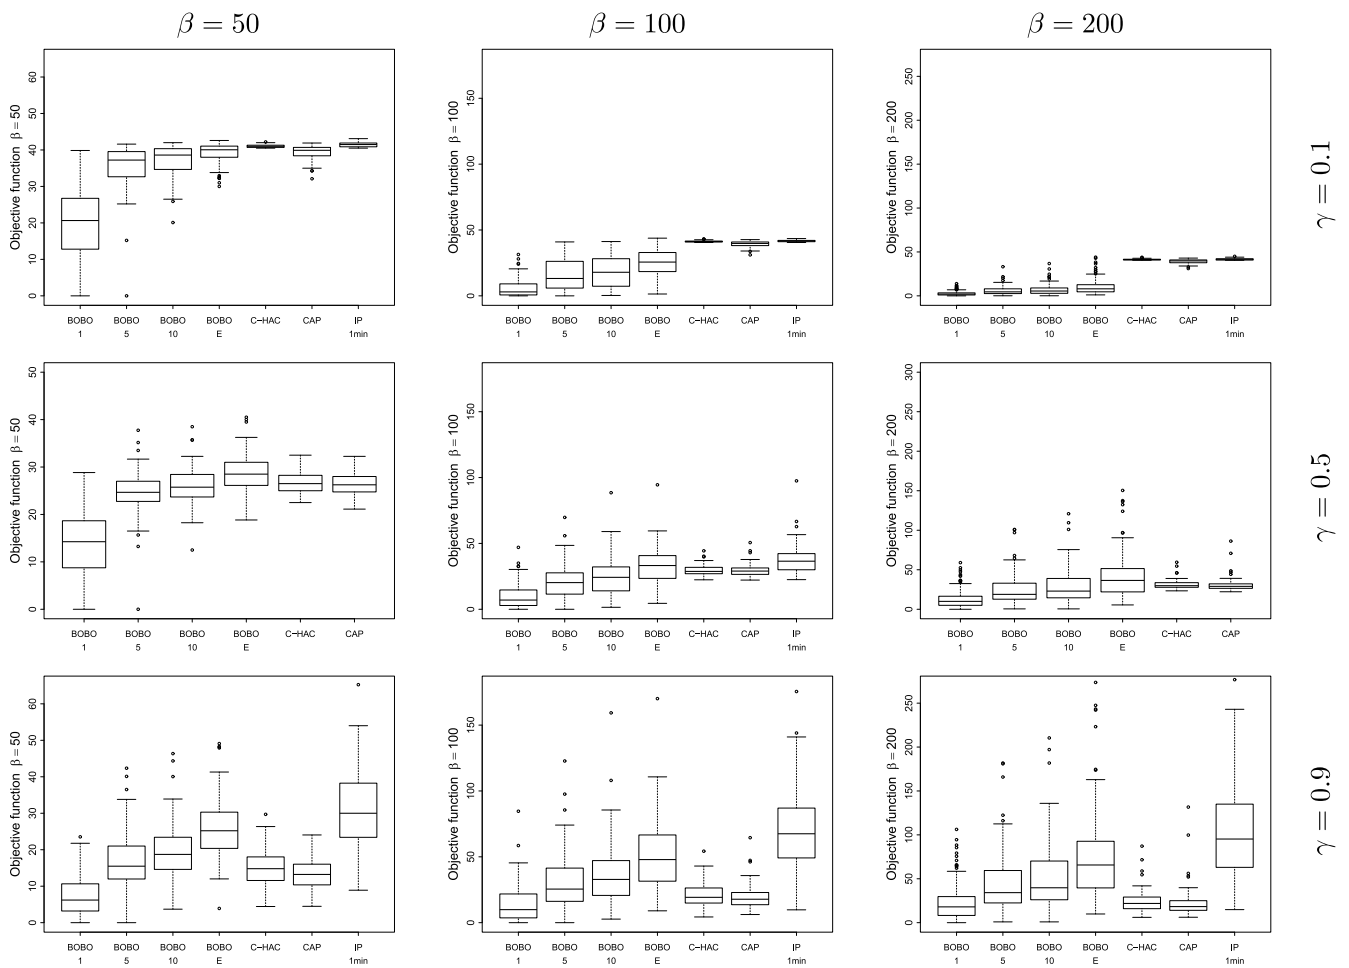 β = 50 β = 100 β = 200
Objective function β = 50
0 10 20 30 40 50 60
BOBO BOBO BOBO BOBO C−HAC CAP IP
1 5 10 E 1min
Objective function β = 100
0 50 100 150
BOBO BOBO BOBO BOBO C−HAC CAP IP
1 5 10 E 1min
Objective function β = 200
0 50 100 150 200 250
BOBO BOBO BOBO BOBO C−HAC CAP IP
1 5 10 E 1min
γ = 0.1
Objective function β = 50
0 10 20 30 40 50
BOBO BOBO BOBO BOBO C−HAC CAP
1 5 10 E
Objective function β = 100
0 50 100 150
BOBO BOBO BOBO BOBO C−HAC CAP IP
1 5 10 E 1min
Objective function β = 200
0 50 100 150 200 250 300
BOBO BOBO BOBO BOBO C−HAC CAP
1 5 10 E
γ = 0.5
Objective function β = 50
0 10 20 30 40 50 60
BOBO BOBO BOBO BOBO C−HAC CAP IP
1 5 10 E 1min
Objective function β = 100
0 50 100 150
BOBO BOBO BOBO BOBO C−HAC CAP IP
1 5 10 E 1min
Objective function β = 200
0 50 100 150 200 250
BOBO BOBO BOBO BOBO C−HAC CAP IP
1 5 10 E 1min
γ = 0.9